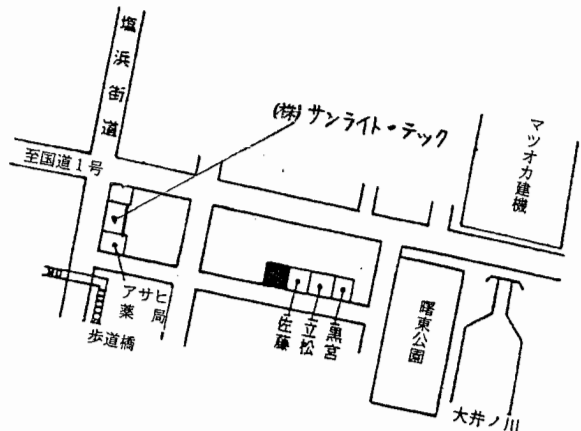 塩浜街道
(株)サンライト・テック
マツオカ建機
至国道1号
アサヒ
薬局
歩道橋
佐藤
立松
黒宮
曙東公園
大井ノ川